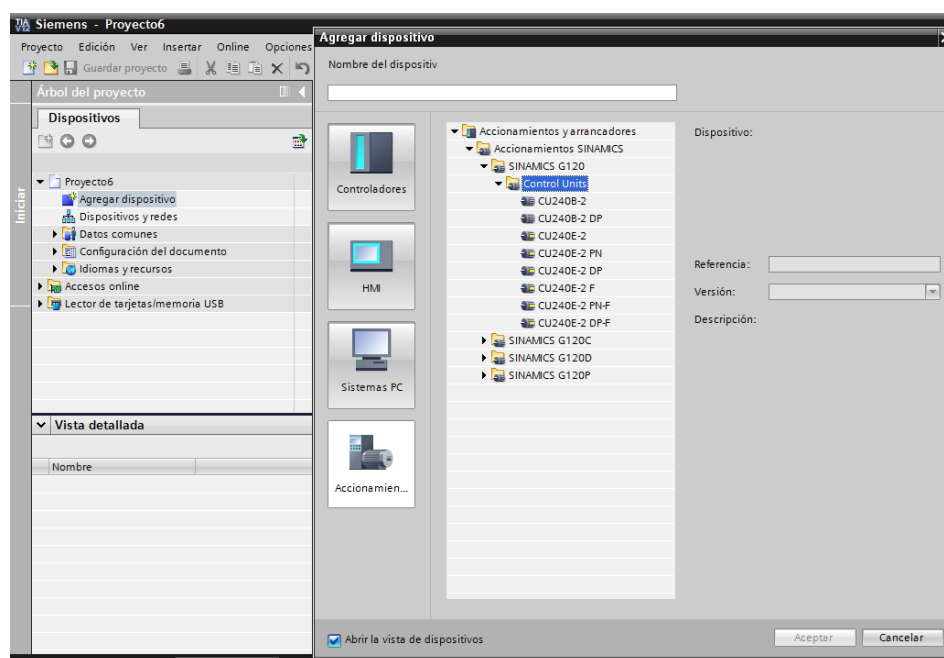 TIA
V12
Siemens - Proyecto6
Proyecto Edición Ver Insertar Online Opciones
Guardar proyecto
Árbol del proyecto
Dispositivos
Iniciar
Proyecto6
Agregar dispositivo
Dispositivos y redes
Datos comunes
Configuración del documento
Idiomas y recursos
Accesos online
Lector de tarjetas/memoria USB
Vista detallada
Nombre
Agregar dispositivo
Nombre del dispositiv
Controladores
HMI
Sistemas PC
Accionamien...
Accionamientos y arrancadores
Accionamientos SINAMICS
SINAMICS G120
Control Units
CU240B-2
CU240B-2 DP
CU240E-2
CU240E-2 PN
CU240E-2 DP
CU240E-2 F
CU240E-2 PN-F
CU240E-2 DP-F
SINAMICS G120C
SINAMICS G120D
SINAMICS G120P
Dispositivo:
Referencia:
Versión:
Descripción:
Abrir la vista de dispositivos
Aceptar
Cancelar